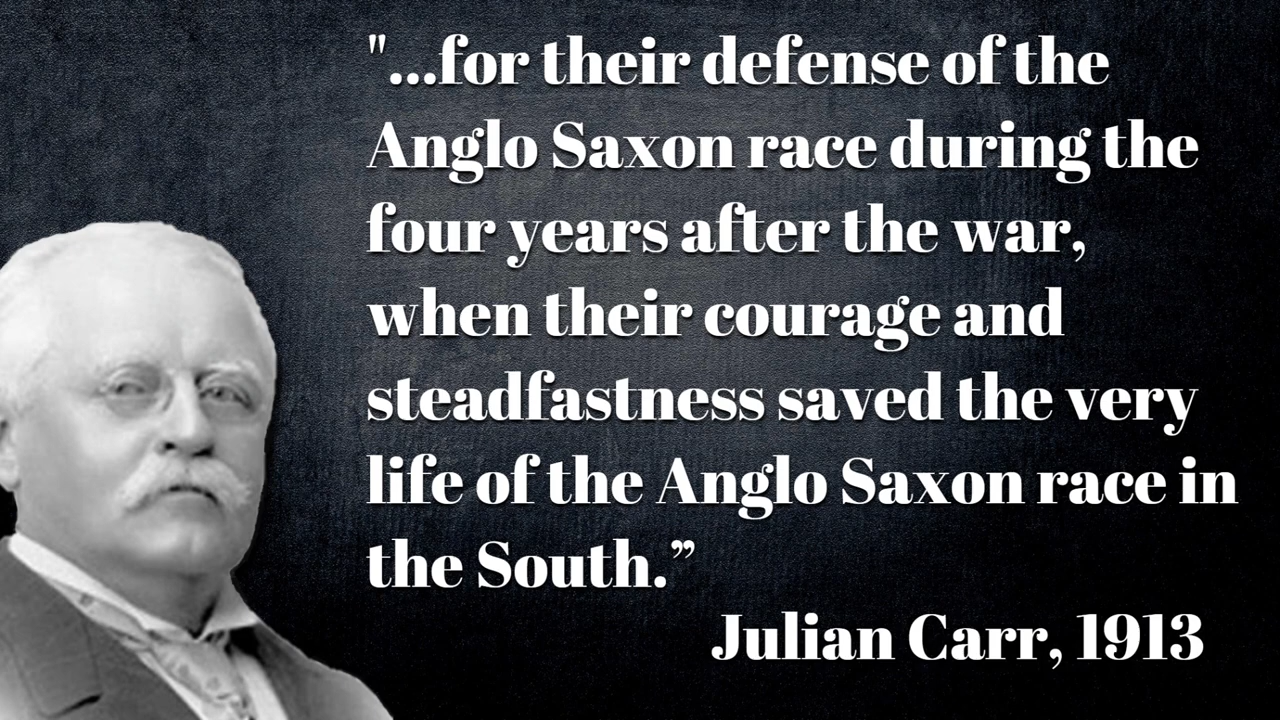 "...for their defense of the
Anglo Saxon race during the
four years after the war,
when their courage and
steadfastness saved the very
life of the Anglo Saxon race in
the South.”
Julian Carr, 1913